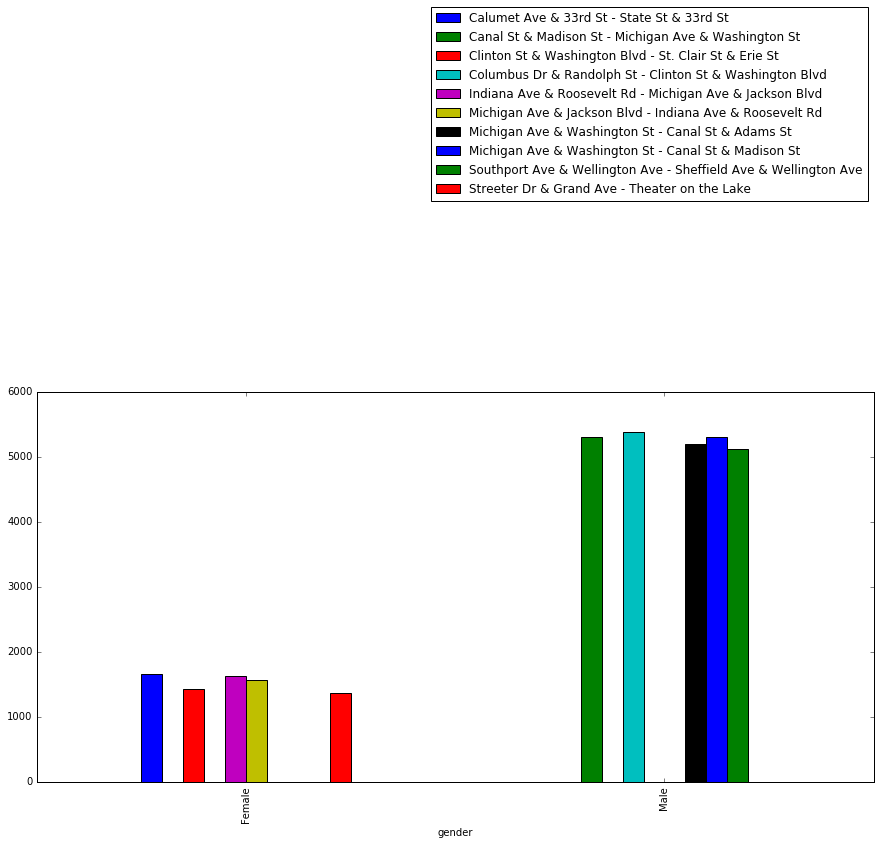 Calumet Ave & 33rd St - State St & 33rd St
Canal St & Madison St - Michigan Ave & Washington St
Clinton St & Washington Blvd - St. Clair St & Erie St
Columbus Dr & Randolph St - Clinton St & Washington Blvd
Indiana Ave & Roosevelt Rd - Michigan Ave & Jackson Blvd
Michigan Ave & Jackson Blvd - Indiana Ave & Roosevelt Rd
Michigan Ave & Washington St - Canal St & Adams St
Michigan Ave & Washington St - Canal St & Madison St
Southport Ave & Wellington Ave - Sheffield Ave & Wellington Ave
Streeter Dr & Grand Ave - Theater on the Lake
6000
5000
4000
3000
2000
1000
0
Female
Male
gender